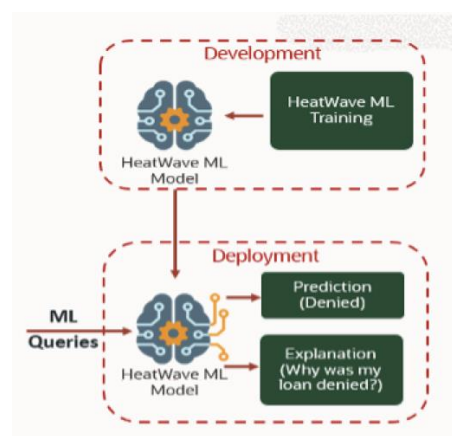 Development
HeatWave ML
Training
HeatWave ML
Model
Deployment
ML
Queries
HeatWave ML
Model
Prediction
(Denied)
Explanation
(Why was my
loan denied?)